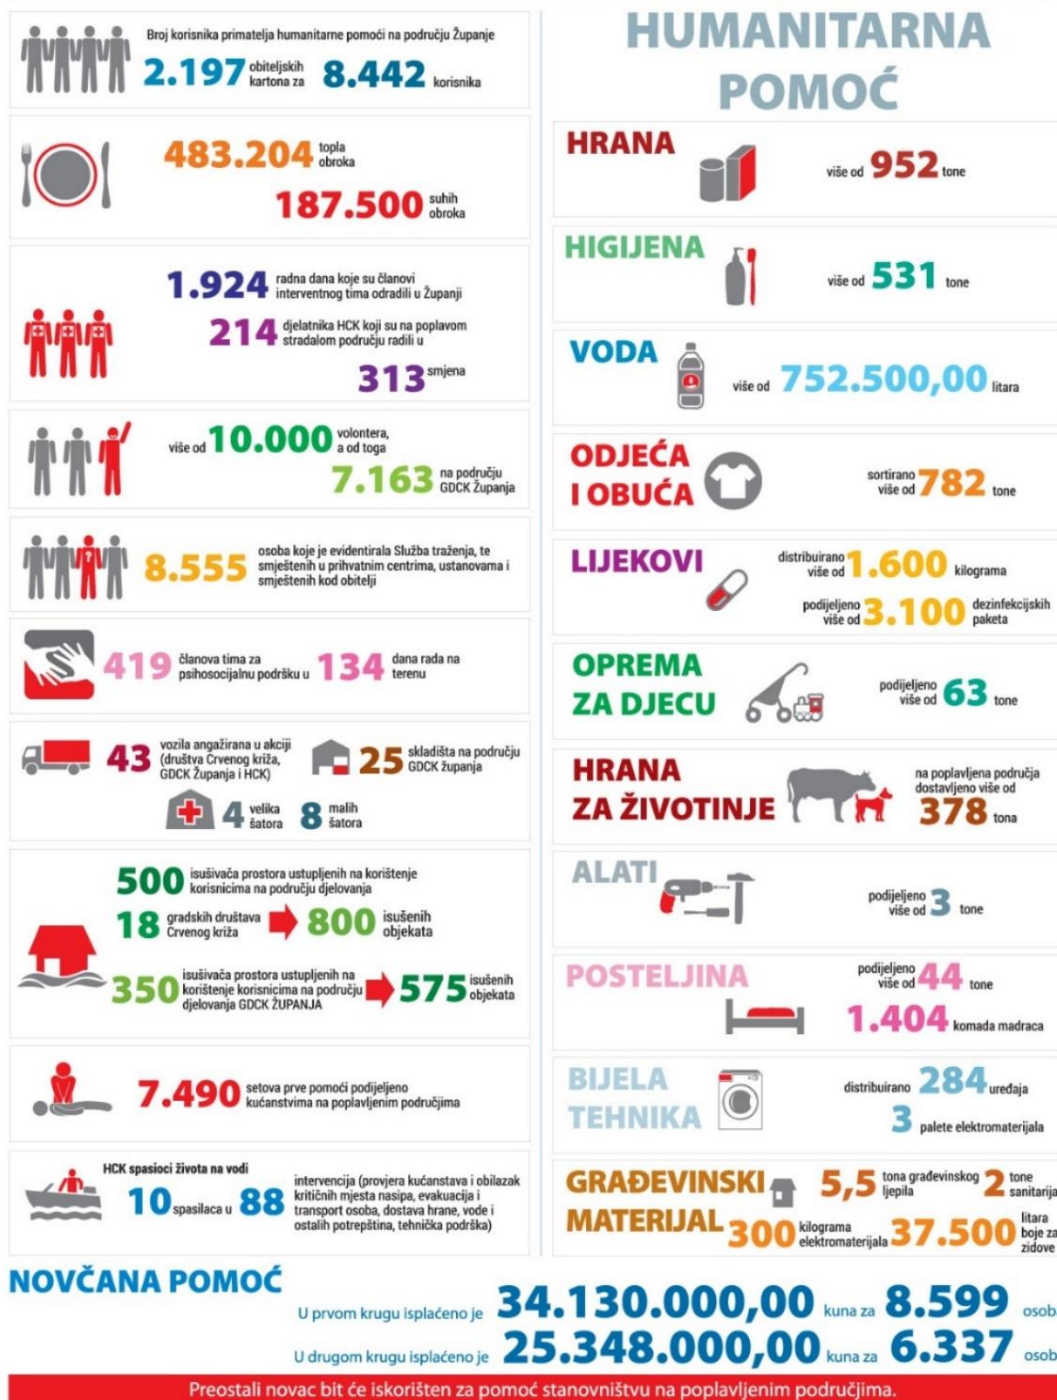 Broj korisnika primatelja humanitarne pomoći na području Županje
2.197 obiteljskih
kartona za 8.442 korisnika
483.204 topla
obroka
187.500 suhih
obroka
1.924 radna dana koje su članovi
interventnog tima odradili u Županji
214 djelatnika HCK koji su na poplavom
stradalom području radili u
313 smjena
više od 10.000 volontera,
a od toga
7.163 na području
GDCK Županja
8.555 osoba koje je evidentirala Služba traženja, te
smještenih u prihvatnim centrima, ustanovama i
smještenih kod obitelji
419 članova tima za
psihosocijalnu podršku u 134 dana rada na
terenu
43 vozila angažirana u akciji
(društva Crvenog križa,
GDCK Županja i HCK)
25 skladišta na području
GDCK županja
4 velika
šatora
8 malih
šatora
500 isušivača prostora ustupljenih na korištenje
korisnicima na području djelovanja
18 gradskih društava
Crvenog križa
800 isušenih
objekata
350 isušivača prostora ustupljenih na
korištenje korisnicima na području
djelovanja GDCK ŽUPANJA
575 isušenih
objekata
7.490 setova prve pomoći podijeljeno
kućanstvima na poplavljenim područjima
HCK spasioci života na vodi
10 spasilaca u 88
intervencija (provjera kućanstava i obilazak
kritičnih mjesta nasipa, evakuacija i
transport osoba, dostava hrane, vode i
ostalih potrepština, tehnička podrška)
HUMANITARNA
POMOĆ
HRANA
više od 952 tone
HIGIJENA
više od 531 tone
VODA
više od 752.500,00 litara
ODJEĆA
I OBUĆA
sortirano
više od 782 tone
LIJEKOVI
distribuirano
više od 1.600 kilograma
podijeljeno
više od 3.100 dezinfekcijskih
paketa
OPREMA
ZA DJECU
podijeljeno
više od 63 tone
HRANA
ZA ŽIVOTINJE
na poplavljena područja
dostavljeno više od
378 tona
ALATI
podijeljeno
više od 3 tone
POSTELJINA
podijeljeno
više od 44 tone
1.404 komada madraca
BIJELA
TEHNIKA
distribuirano 284 uređaja
3 palete elektromaterijala
GRAĐEVINSKI
MATERIJAL
5,5 tona građevinskog
ljepila
2 tone
sanitarija
300 kilograma
elektromaterijala
37.500 litara
boje za
zidove
NOVČANA POMOĆ
U prvom krugu isplaćeno je 34.130.000,00 kuna za 8.599 osob
U drugom krugu isplaćeno je 25.348.000,00 kuna za 6.337 osob
Preostali novac bit će iskorišten za pomoć stanovništvu na poplavljenim područjima.